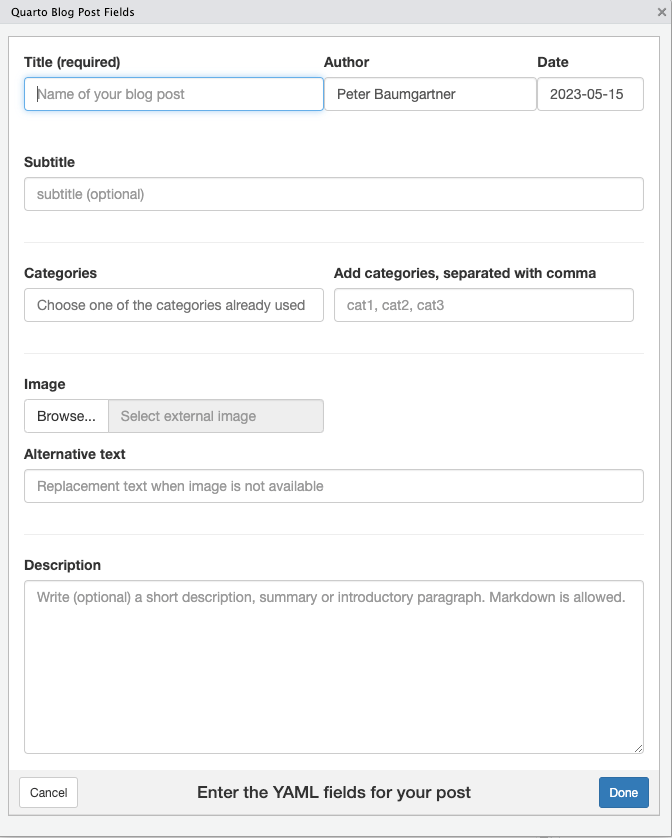 Quarto Blog Post Fields
Title (required) Author Date
Name of your blog post Peter Baumgartner 2023-05-15
Subtitle
subtitle (optional)
Categories Add categories, separated with comma
Choose one of the categories already used cat1, cat2, cat3
Image
Browse... Select external image
Alternative text
Replacement text when image is not available
Description
Write (optional) a short description, summary or introductory paragraph. Markdown is allowed.
Cancel Enter the YAML fields for your post Done